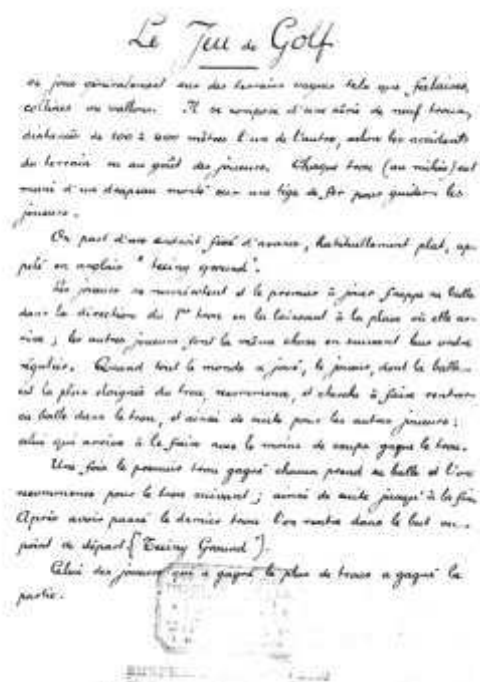 Le Jeu de Golf
se joue généralement sur des terrains vagues tels que, falaises,
collines ou vallons. Il se compose d'une série de neuf trous,
distancés de 100 à 400 mètres l'un de l'autre, selon les accidents
du terrain ou au goût des joueurs. Chaque trou (au milieu) est
muni d'un drapeau monté sur une tige de fer pour guider les
joueurs.
On part d'un endroit fixé d'avance, habituellement plat, ap-
pelé en anglais "teeing ground".
Les joueurs se numérotent et le premier à jouer frappe sa balle
dans la direction du 1er trou en la laissant à la place où elle ar-
rive; les autres joueurs font la même chose en suivant leur ordre
régulier. Quand tout le monde a joué, le joueur, dont la balle
est la plus éloignée du trou, recommence, et cherche à faire rentrer
sa balle dans le trou, et ainsi de suite pour les autres joueurs;
celui qui arrive à le faire avec le moins de coups gagne le trou.
Une fois le premier trou gagné chacun prend sa balle et l'on
recommence pour le trou suivant; ainsi de suite jusqu'à la fin
Après avoir passé le dernier trou l'on rentre dans le but ou
point de départ ("Teeing Ground").
Celui des joueurs qui a gagné le plus de trous a gagné la
partie.